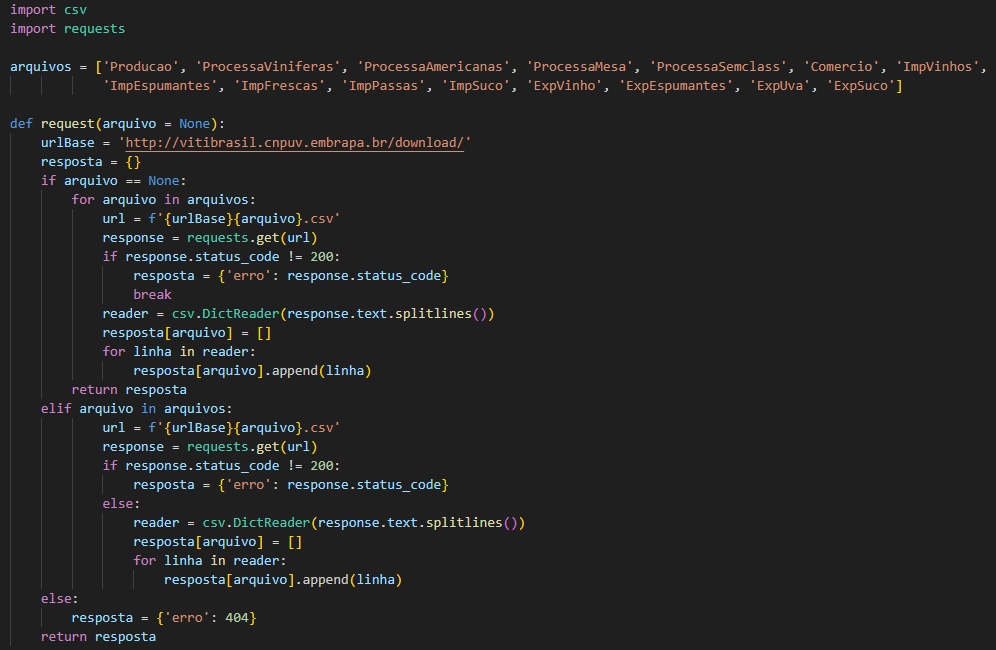 import csv
import requests
arquivos = ['Producao', 'ProcessaViniferas', 'ProcessaAmericanas', 'ProcessaMesa', 'ProcessaSemclass', 'Comercio', 'ImpVinhos',
'ImpEspumantes', 'ImpFrescas', 'ImpPassas', 'ImpSuco', 'ExpVinho', 'ExpEspumantes', 'ExpUva', 'ExpSuco']
def request(arquivo = None):
urlBase = 'http://vitibrasil.cnpuv.embrapa.br/download/'
resposta = {}
if arquivo == None:
for arquivo in arquivos:
url = f'{urlBase}{arquivo}.csv'
response = requests.get(url)
if response.status_code != 200:
resposta = {'erro': response.status_code}
break
reader = csv.DictReader(response.text.splitlines())
resposta[arquivo] = []
for linha in reader:
resposta[arquivo].append(linha)
return resposta
elif arquivo in arquivos:
url = f'{urlBase}{arquivo}.csv'
response = requests.get(url)
if response.status_code != 200:
resposta = {'erro': response.status_code}
else:
reader = csv.DictReader(response.text.splitlines())
resposta[arquivo] = []
for linha in reader:
resposta[arquivo].append(linha)
else:
resposta = {'erro': 404}
return resposta